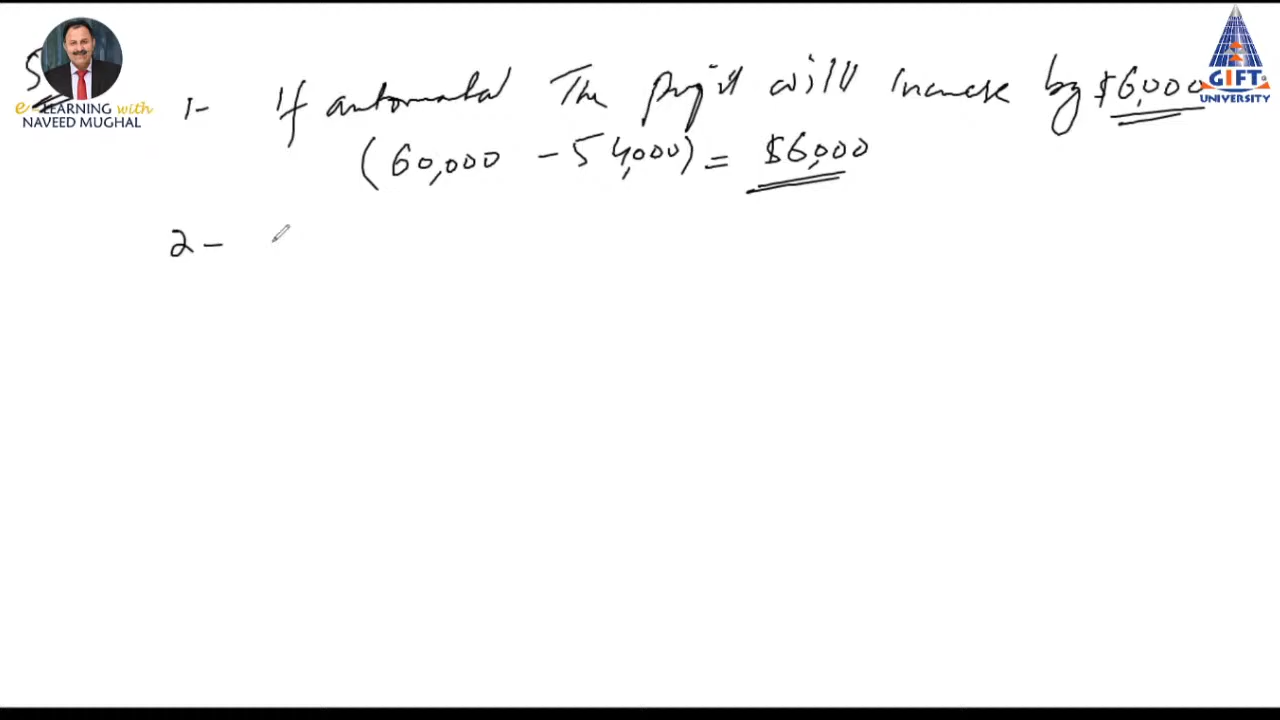 S
e-LEARNING with
NAVEED MUGHAL
GIFT
UNIVERSITY
1- If automated The profit will increase by $6,000
(60,000 - 54,000) = $6,000
2-